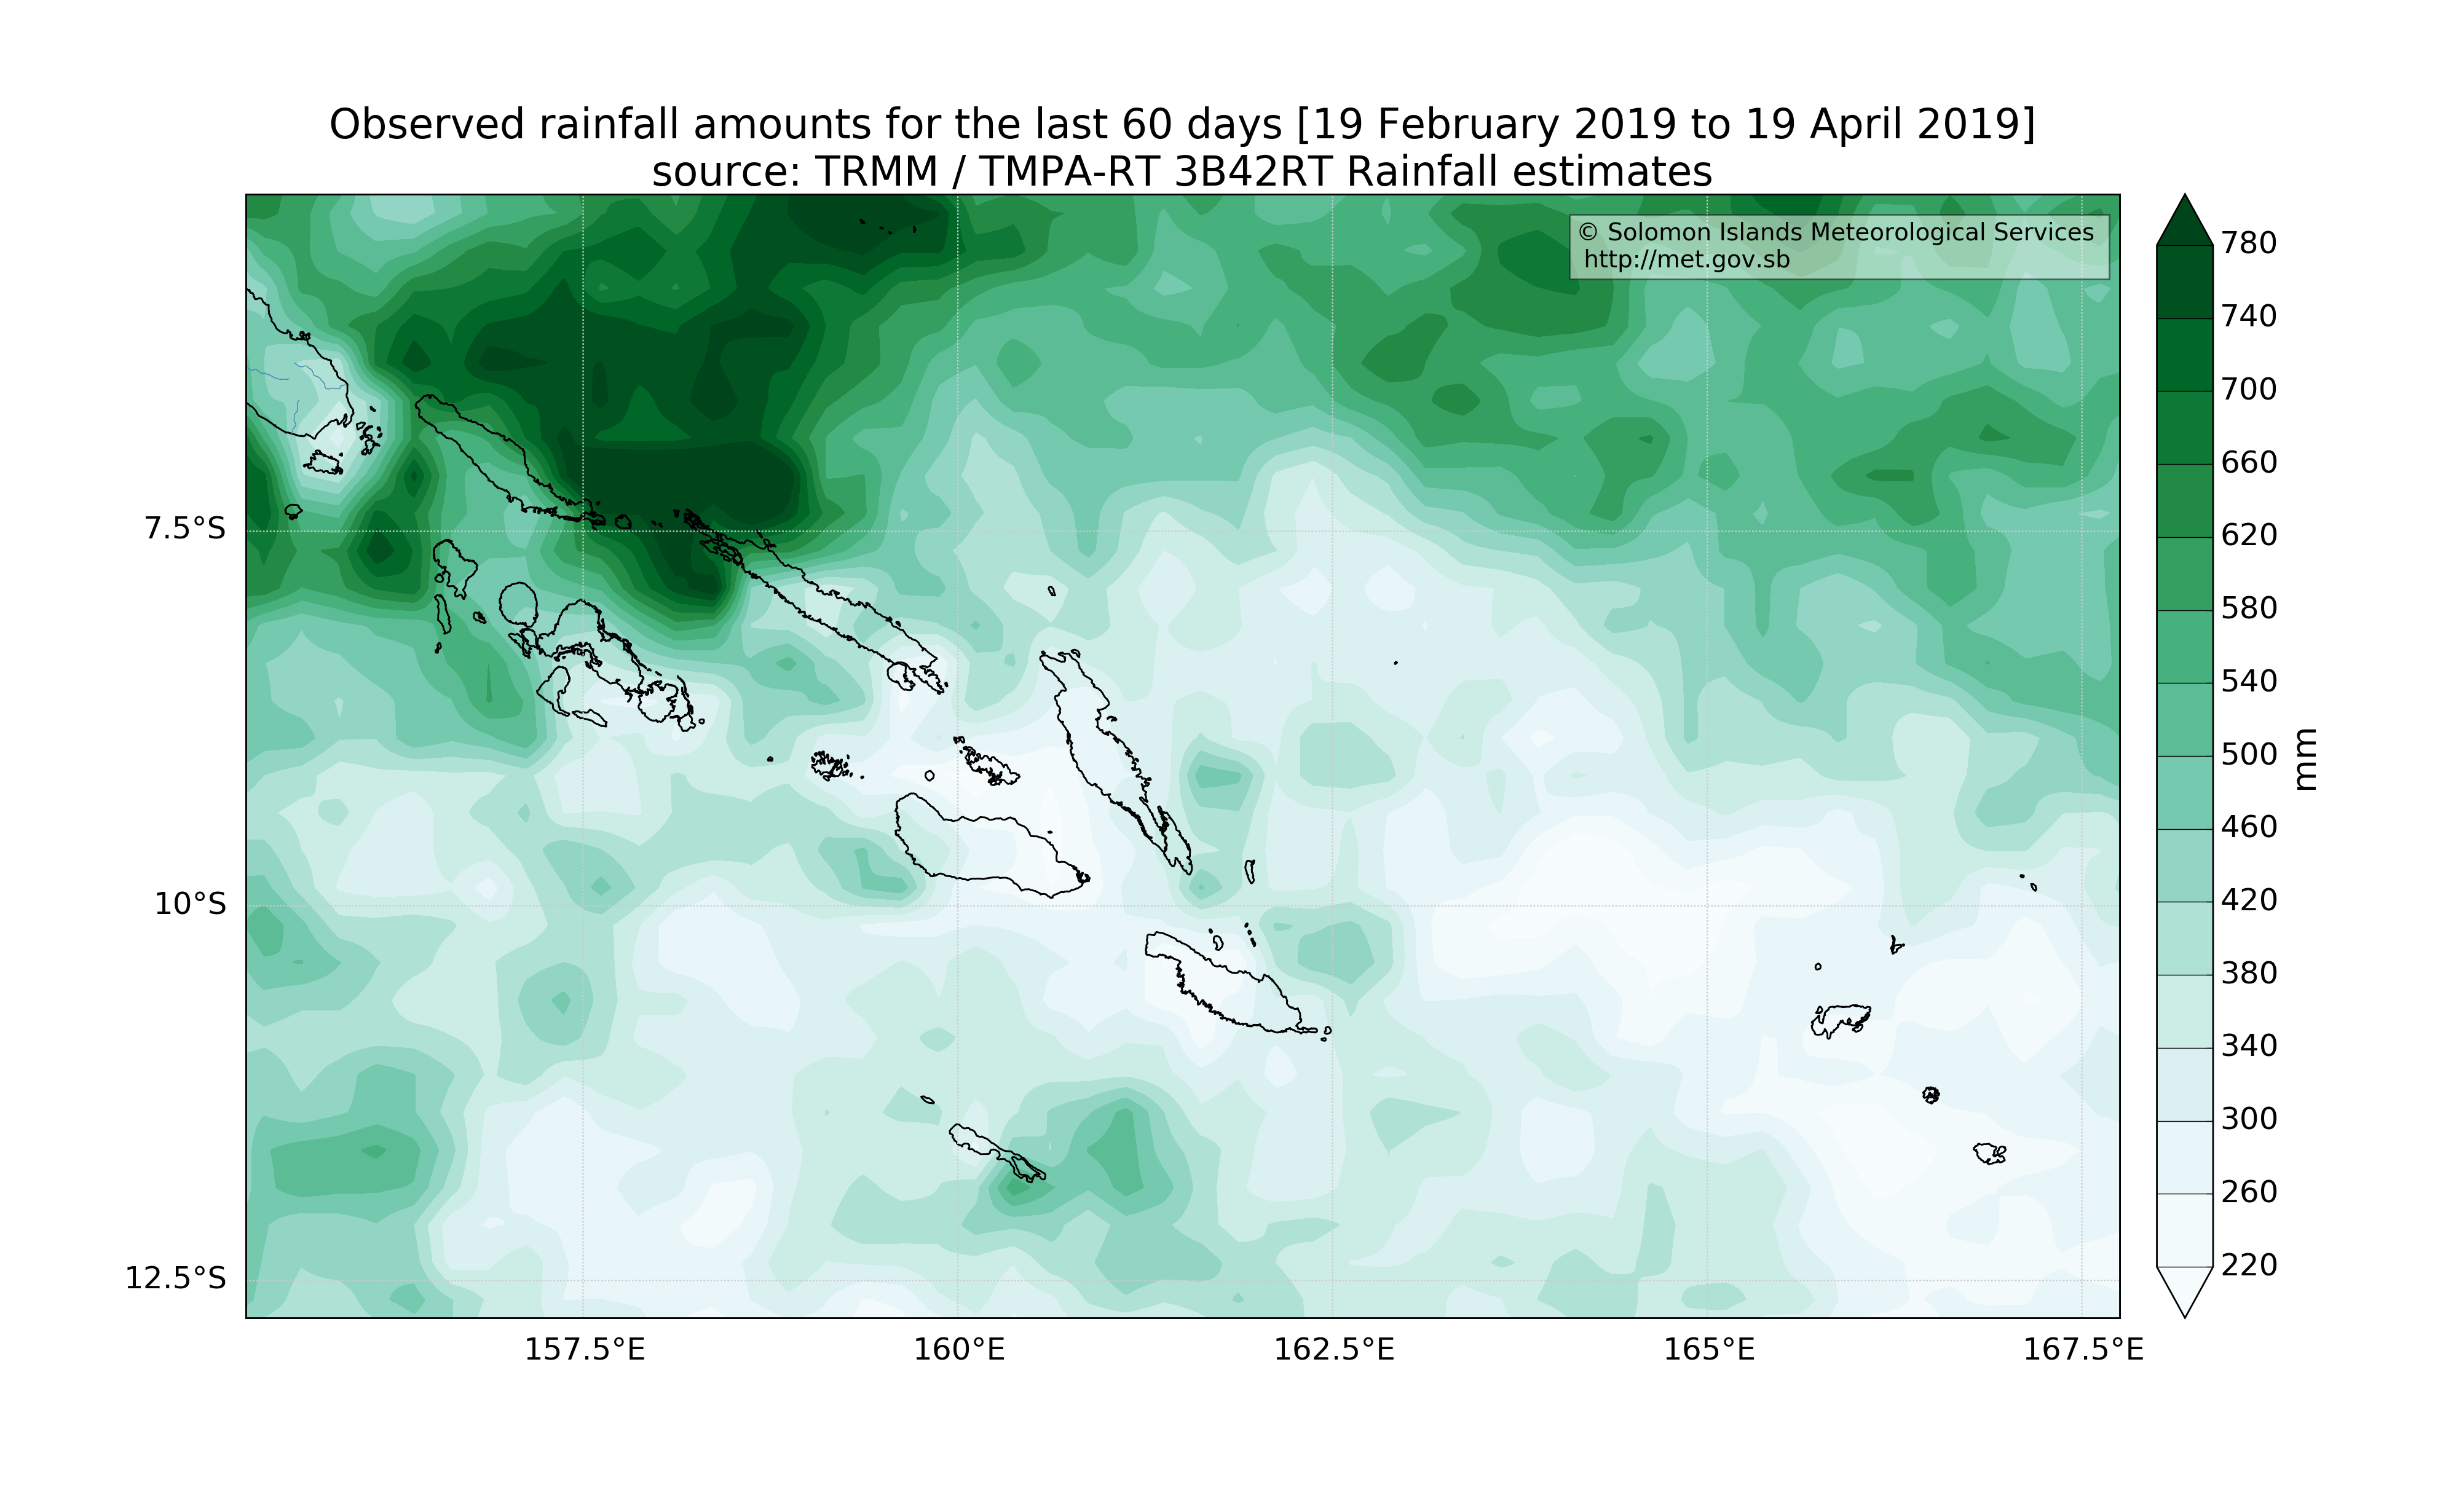 Observed rainfall amounts for the last 60 days [19 February 2019 to 19 April 2019]
source: TRMM / TMPA-RT 3B42RT Rainfall estimates
© Solomon Islands Meteorological Services
http://met.gov.sb
7.5°S
10°S
12.5°S
157.5°E
160°E
162.5°E
165°E
167.5°E
780
740
700
660
620
580
540
500
460
420
380
340
300
260
220
mm